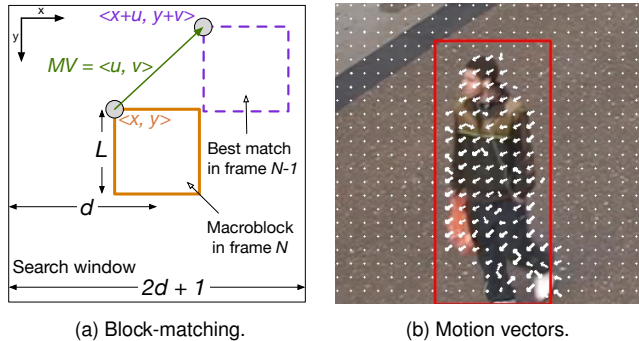 x
y
<x+u, y+v>
MV = <u, v>
<x, y>
L
Best match
in frame N-1
d
Macroblock
in frame N
Search window
2d + 1
(a) Block-matching.
(b) Motion vectors.